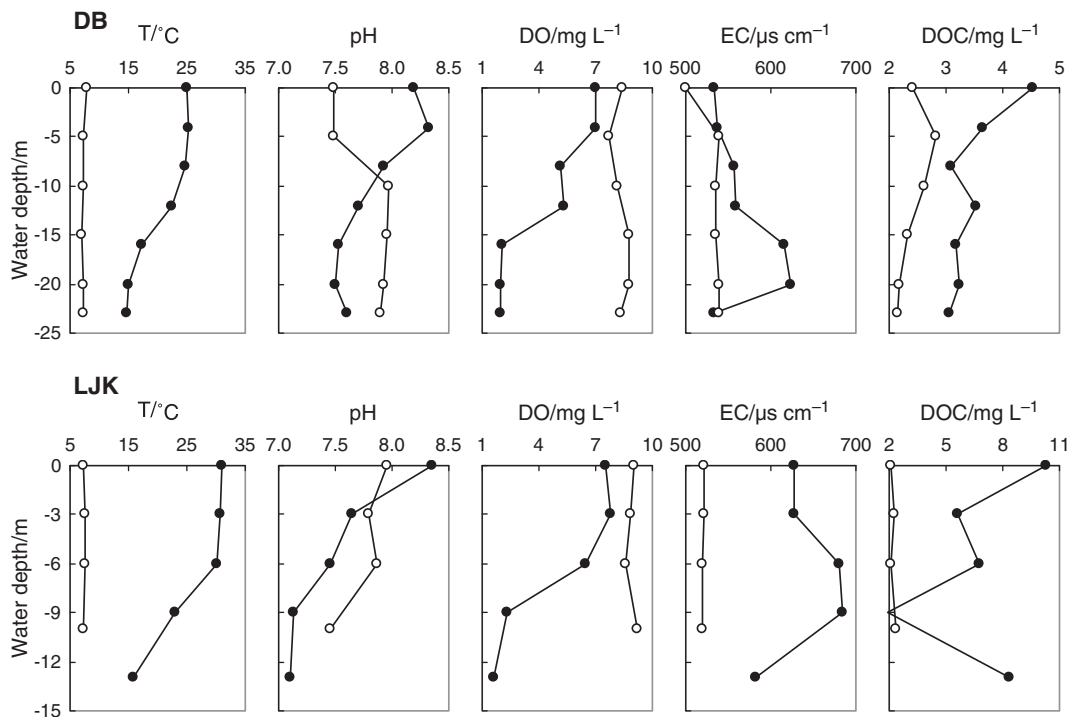 DB
T/°C pH DO/mg L⁻¹ EC/µs cm⁻¹ DOC/mg L⁻¹
5 15 25 35 7.0 7.5 8.0 8.5 1 4 7 10 500 600 700 2 3 4 5
0
-5
-10
-15
-20
-25
Water depth/m
LJK
T/°C pH DO/mg L⁻¹ EC/µs cm⁻¹ DOC/mg L⁻¹
5 15 25 35 7.0 7.5 8.0 8.5 1 4 7 10 500 600 700 2 5 8 11
0
-3
-6
-9
-12
-15
Water depth/m